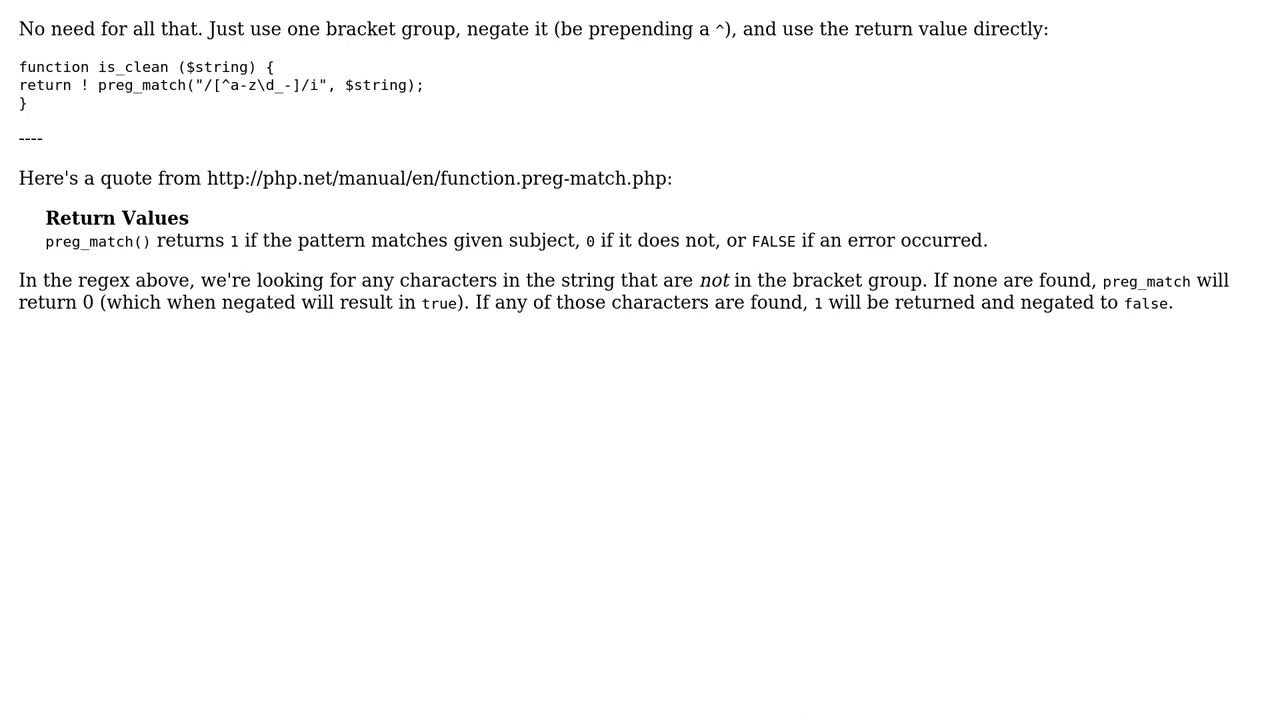 No need for all that. Just use one bracket group, negate it (be prepending a ^), and use the return value directly:
function is_clean ($string) {
return ! preg_match("/[^a-z\d_-]/i", $string);
}
----
Here's a quote from http://php.net/manual/en/function.preg-match.php:
Return Values
preg_match() returns 1 if the pattern matches given subject, 0 if it does not, or FALSE if an error occurred.
In the regex above, we're looking for any characters in the string that are not in the bracket group. If none are found, preg_match will
return 0 (which when negated will result in true). If any of those characters are found, 1 will be returned and negated to false.